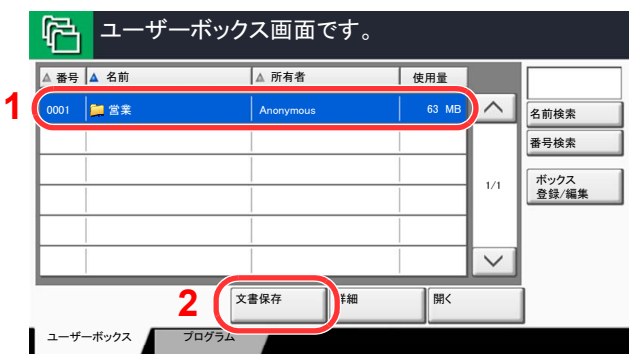 ユーザーボックス画面です。
番号 名前 所有者 使用量
1
0001 営業 Anonymous 63 MB
名前検索
番号検索
1/1
ボックス
登録/編集
2
文書保存 詳細 開く
ユーザーボックス プログラム